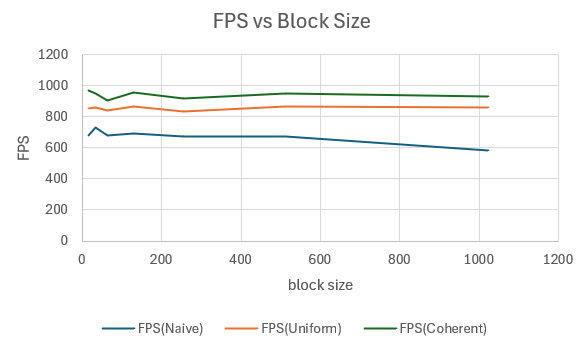 FPS vs Block Size
1200
1000
800
600
400
200
0
FPS
0 200 400 600 800 1000 1200
block size
FPS(Naive) FPS(Uniform) FPS(Coherent)